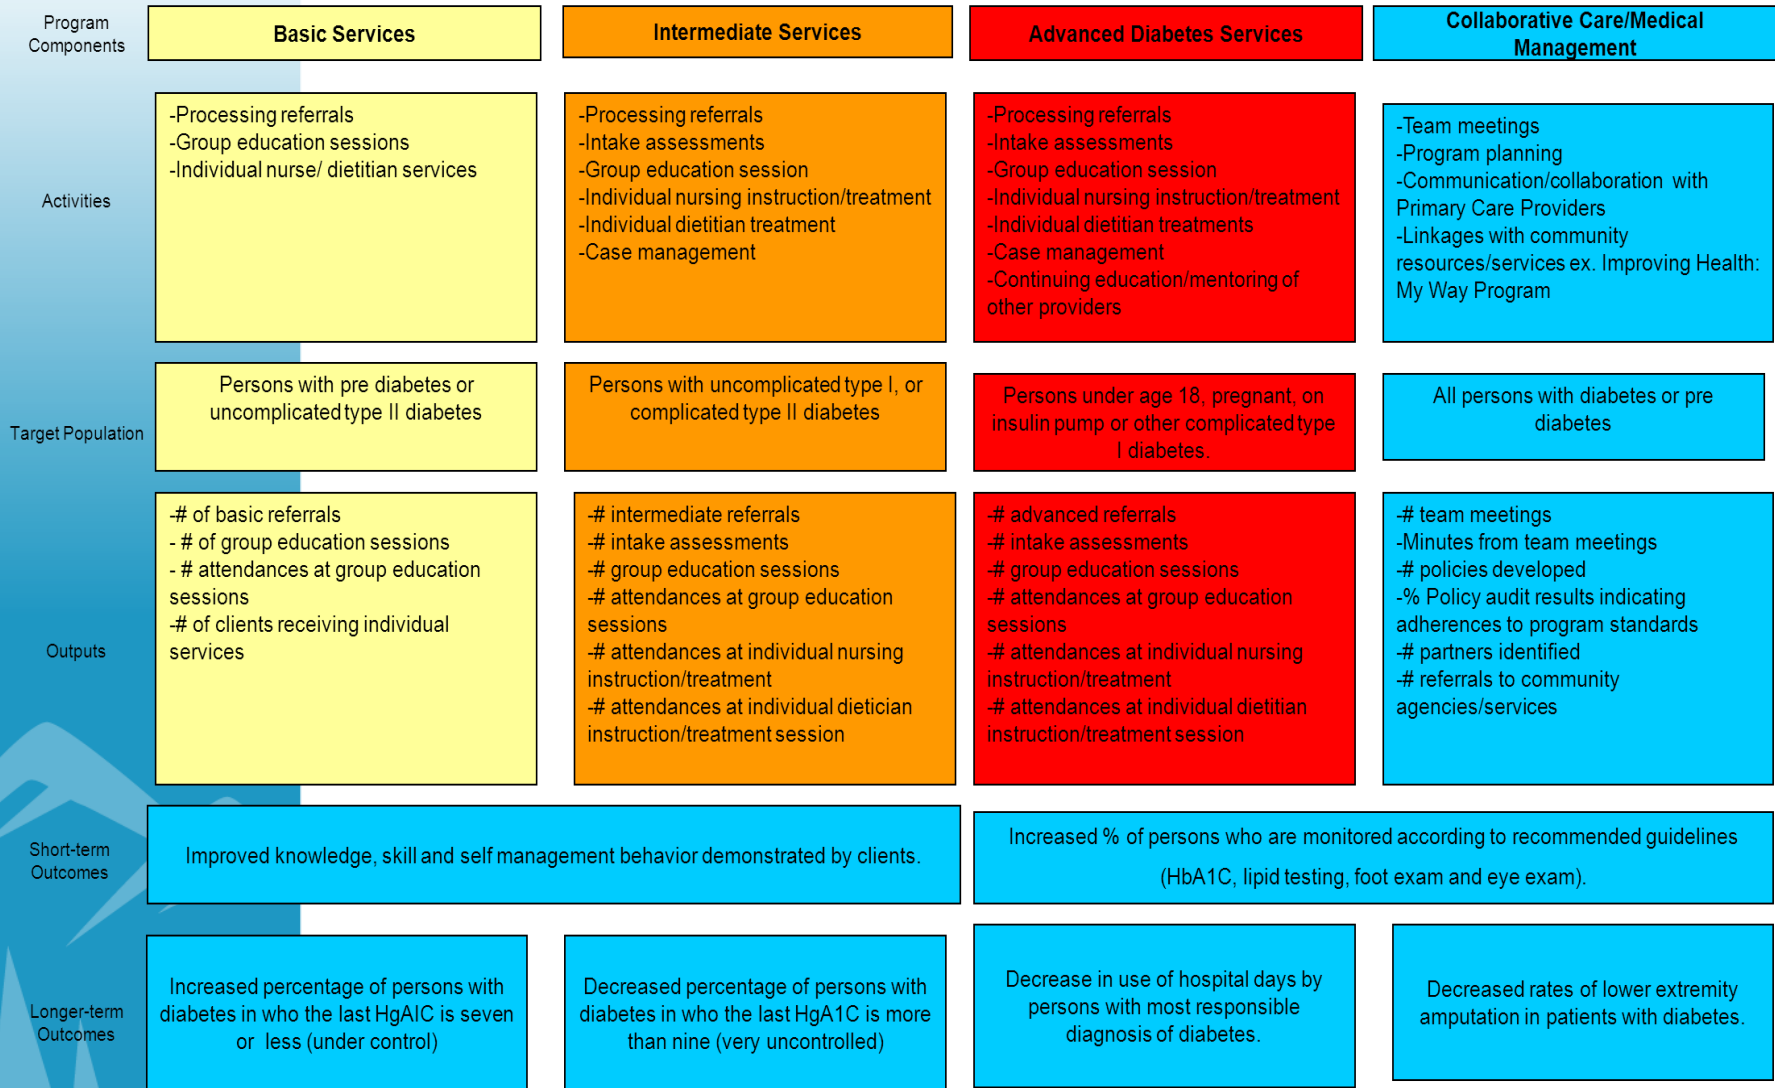 Program
Components
Basic Services
Intermediate Services
Advanced Diabetes Services
Collaborative Care/Medical
Management
Activities
-Processing referrals
-Group education sessions
-Individual nurse/ dietitian services
-Processing referrals
-Intake assessments
-Group education session
-Individual nursing instruction/treatment
-Individual dietitian treatment
-Case management
-Processing referrals
-Intake assessments
-Group education session
-Individual nursing instruction/treatment
-Individual dietitian treatments
-Case management
-Continuing education/mentoring of
other providers
-Team meetings
-Program planning
-Communication/collaboration with
Primary Care Providers
-Linkages with community
resources/services ex. Improving Health:
My Way Program
Target Population
Persons with pre diabetes or
uncomplicated type II diabetes
Persons with uncomplicated type I, or
complicated type II diabetes
Persons under age 18, pregnant, on
insulin pump or other complicated type
I diabetes.
All persons with diabetes or pre
diabetes
Outputs
-# of basic referrals
- # of group education sessions
- # attendances at group education
sessions
-# of clients receiving individual
services
-# intermediate referrals
-# intake assessments
-# group education sessions
-# attendances at group education
sessions
-# attendances at individual nursing
instruction/treatment
-# attendances at individual dietician
instruction/treatment session
-# advanced referrals
-# intake assessments
-# group education sessions
-# attendances at group education
sessions
-# attendances at individual nursing
instruction/treatment
-# attendances at individual dietitian
instruction/treatment session
-# team meetings
-Minutes from team meetings
-# policies developed
-% Policy audit results indicating
adherences to program standards
-# partners identified
-# referrals to community
agencies/services
Short-term
Outcomes
Improved knowledge, skill and self management behavior demonstrated by clients.
Increased % of persons who are monitored according to recommended guidelines
(HbA1C, lipid testing, foot exam and eye exam).
Longer-term
Outcomes
Increased percentage of persons with
diabetes in who the last HgAIC is seven
or less (under control)
Decreased percentage of persons with
diabetes in who the last HgA1C is more
than nine (very uncontrolled)
Decrease in use of hospital days by
persons with most responsible
diagnosis of diabetes.
Decreased rates of lower extremity
amputation in patients with diabetes.